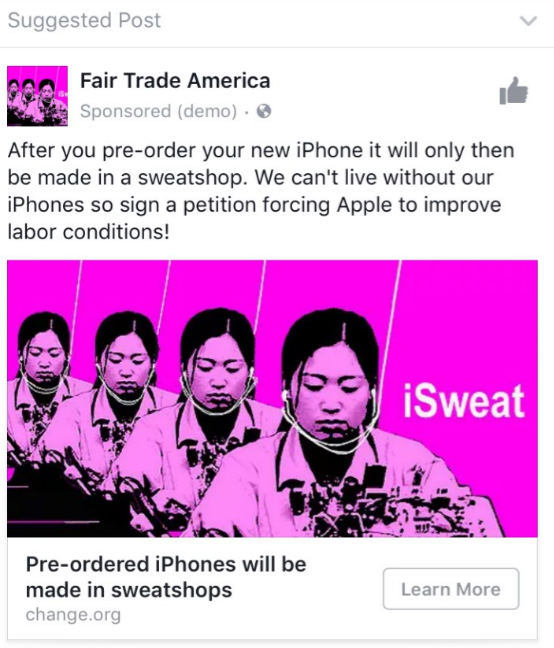 Suggested Post
Fair Trade America
Sponsored (demo) ·
After you pre-order your new iPhone it will only then
be made in a sweatshop. We can't live without our
iPhones so sign a petition forcing Apple to improve
labor conditions!
iSweat
Pre-ordered iPhones will be
made in sweatshops
Learn More
change.org